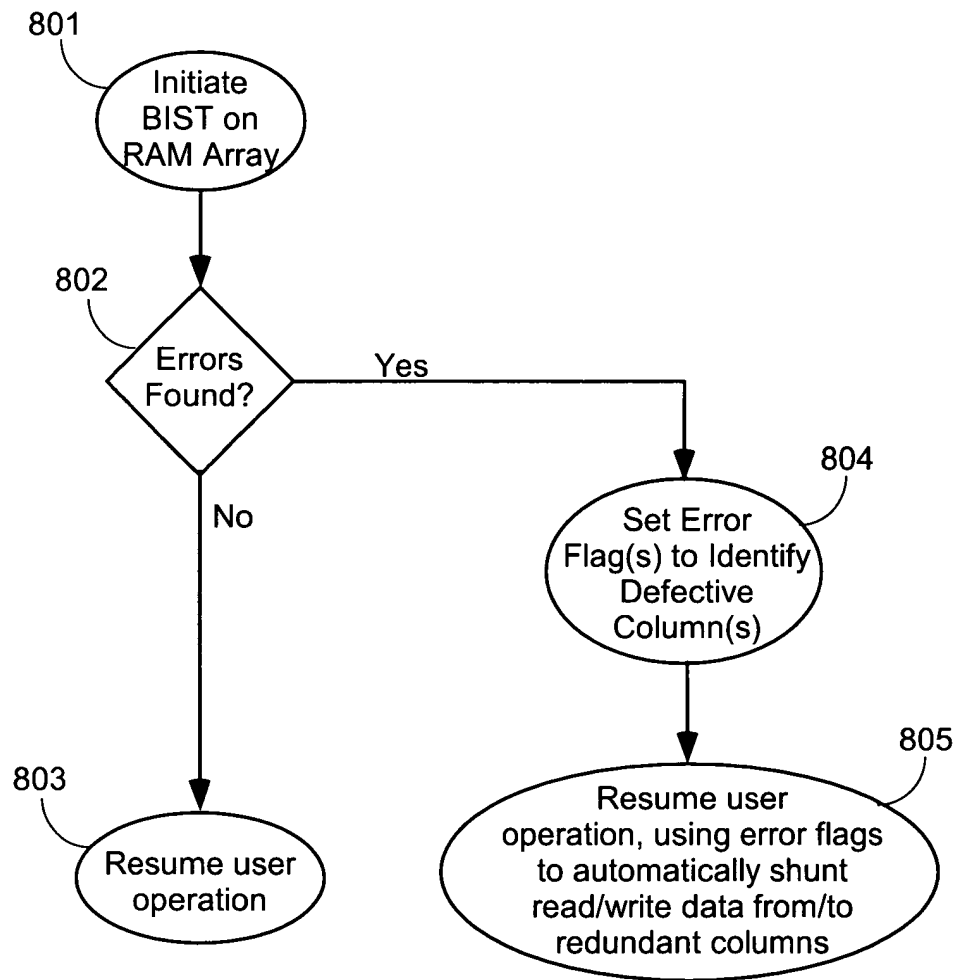 801
Initiate
BIST on
RAM Array
802
Errors
Found?
Yes
No
804
Set Error
Flag(s) to Identify
Defective
Column(s)
803
Resume user
operation
805
Resume user
operation, using error flags
to automatically shunt
read/write data from/to
redundant columns